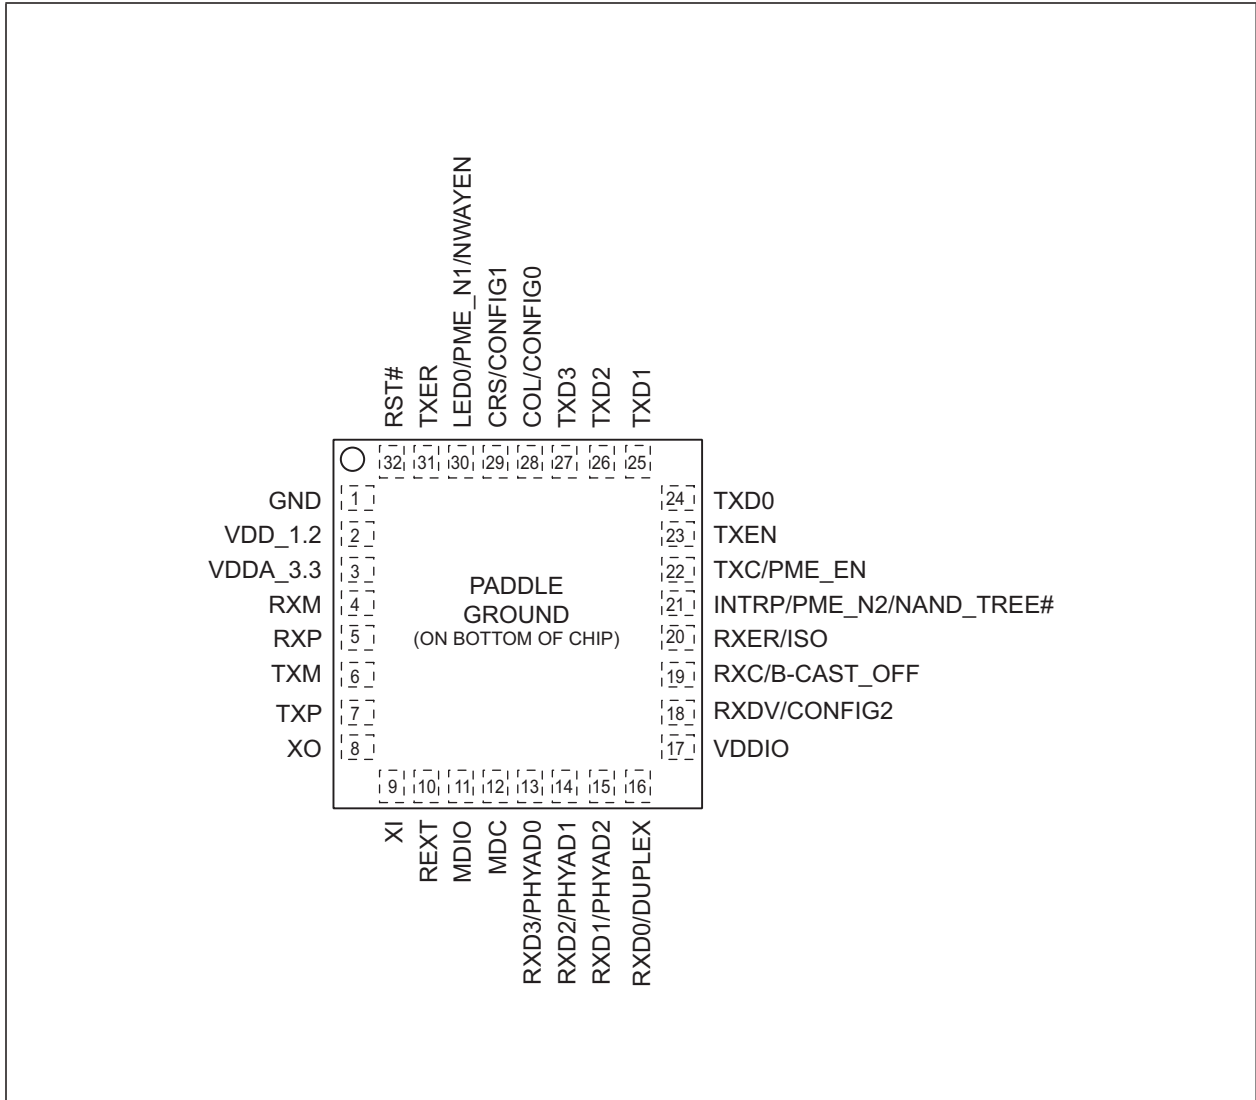 RST#
TXER
LED0/PME_N1/NWAYEN
CRS/CONFIG1
COL/CONFIG0
TXD3
TXD2
TXD1
32 31 30 29 28 27 26 25
GND 1
VDD_1.2 2
VDDA_3.3 3
RXM 4
RXP 5
TXM 6
TXP 7
XO 8
PADDLE
GROUND
(ON BOTTOM OF CHIP)
24 TXD0
23 TXEN
22 TXC/PME_EN
21 INTRP/PME_N2/NAND_TREE#
20 RXER/ISO
19 RXC/B-CAST_OFF
18 RXDV/CONFIG2
17 VDDIO
9 10 11 12 13 14 15 16
XI
REXT
MDIO
MDC
RXD3/PHYAD0
RXD2/PHYAD1
RXD1/PHYAD2
RXD0/DUPLEX